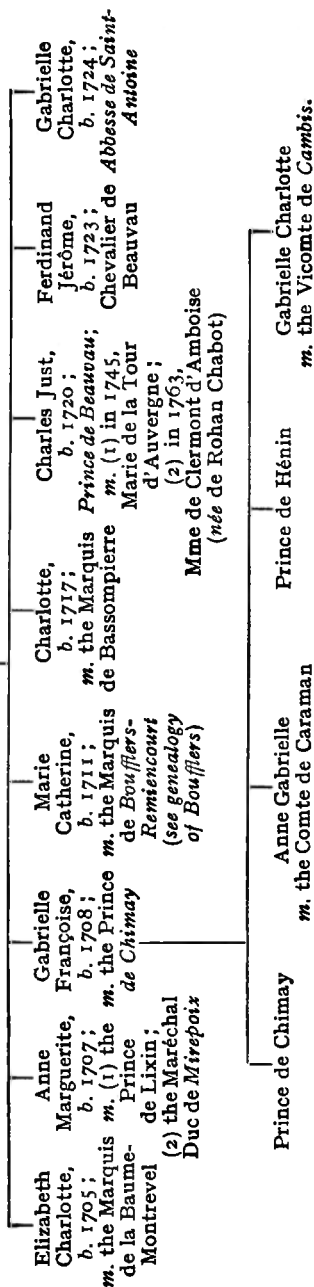 Elizabeth
Charlotte,
b. 1705;
m. the Marquis
de la Baume-
Montrevel
Anne
Marguerite,
b. 1707;
m. (1) the
Prince
de Lixin;
(2) the Maréchal
Duc de Mirepoix
Gabrielle
Françoise,
b. 1708;
m. the Prince
de Chimay
Marie
Catherine,
b. 1711;
m. the Marquis
de Boufflers-
Remiencourt
(see genealogy
of Boufflers)
Charlotte,
b. 1717;
m. the Marquis
de Bassompierre
Charles Just,
b. 1720;
Prince de Beauvau;
m. (1) in 1745,
Marie de la Tour
d'Auvergne;
(2) in 1763,
Mme de Clermont d'Amboise
(née de Rohan Chabot)
Ferdinand
Jérôme,
b. 1723;
Chevalier de
Beauvau
Gabrielle
Charlotte,
b. 1724;
Abbesse de Saint-
Antoine
Prince de Chimay
Anne Gabrielle
m. the Comte de Caraman
Prince de Hénin
Gabrielle Charlotte
m. the Vicomte de Cambis.